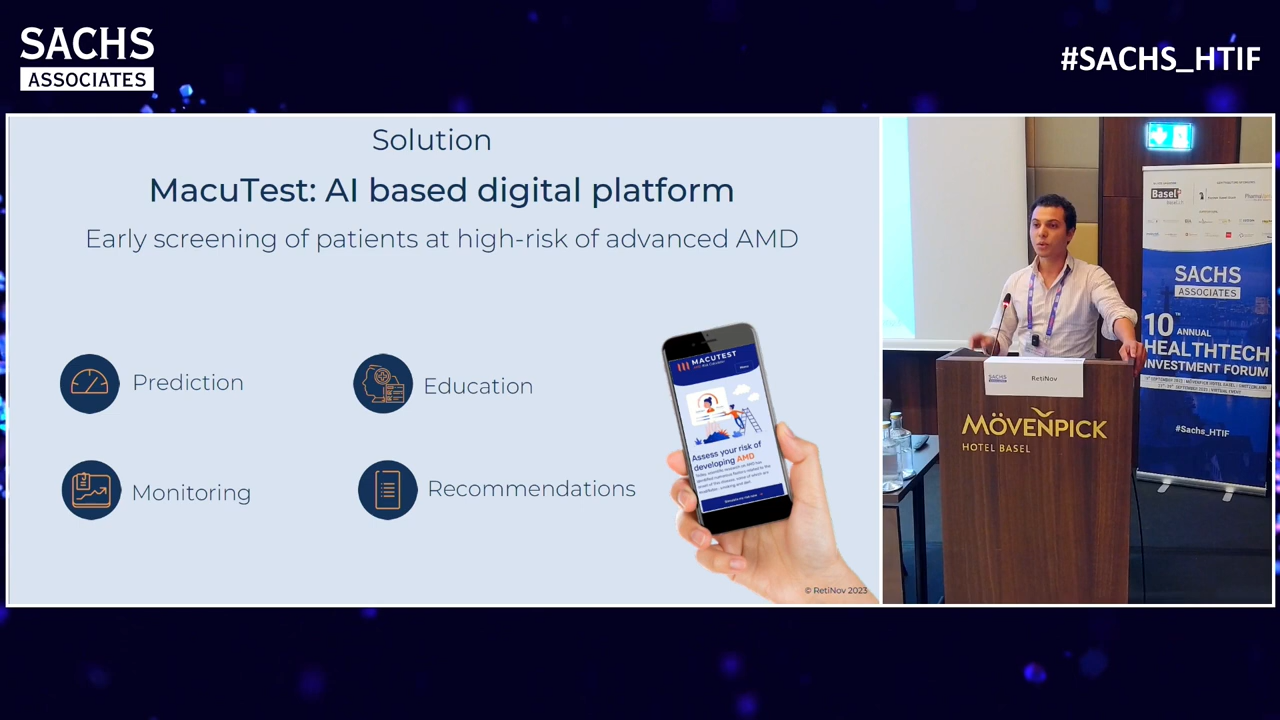 SACHS
ASSOCIATES
#SACHS_HTIF
Solution
MacuTest: AI based digital platform
Early screening of patients at high-risk of advanced AMD
Prediction
Education
Monitoring
Recommendations
MACUTEST
Assess your risk of
developing AMD
© RetiNov 2023
Basel
SACHS
ASSOCIATES
10TH ANNUAL
HEALTHTECH
INVESTMENT FORUM
#Sachs_HTIF
SACHS
RetiNov
MÖVENPICK
HOTEL BASEL